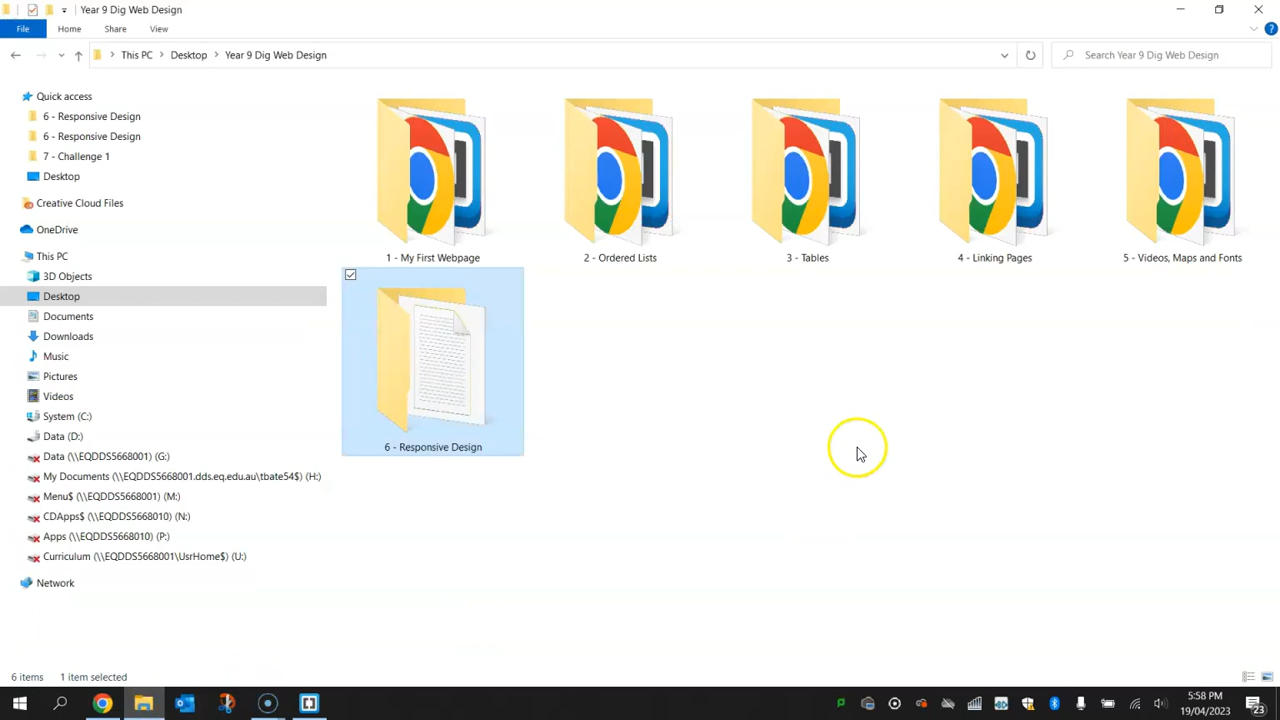 Year 9 Dig Web Design
File Home Share View
This PC Desktop Year 9 Dig Web Design
Search Year 9 Dig Web Design
Quick access
6 - Responsive Design
6 - Responsive Design
7 - Challenge 1
Desktop
Creative Cloud Files
OneDrive
This PC
3D Objects
Desktop
Documents
Downloads
Music
Pictures
Videos
System (C:)
Data (D:)
Data (\\EQDDS5668001) (G:)
My Documents (\\EQDDS5668001.dds.eq.edu.au\tbate54$) (H:)
Menu$ (\\EQDDS5668001) (M:)
CDApps$ (\\EQDDS5668010) (N:)
Apps (\\EQDDS5668010) (P:)
Curriculum (\\EQDDS5668001\UsrHome$) (U:)
Network
1 - My First Webpage
2 - Ordered Lists
3 - Tables
4 - Linking Pages
5 - Videos, Maps and Fonts
6 - Responsive Design
6 items 1 item selected
5:58 PM
19/04/2023
23